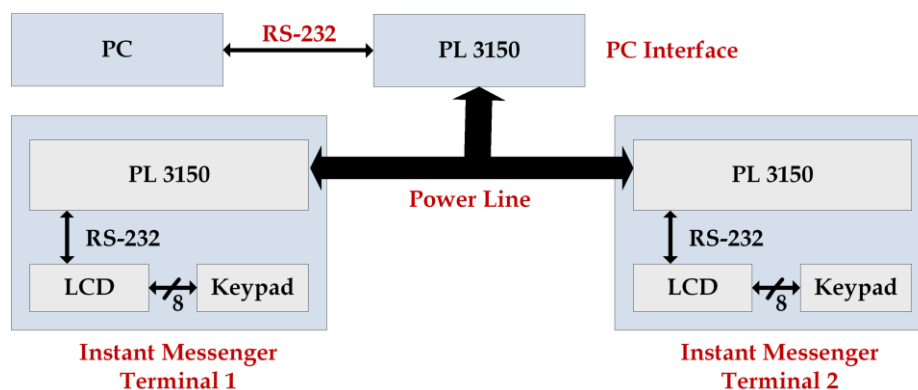 PC
RS-232
PL 3150
PC Interface
PL 3150
RS-232
LCD
8
Keypad
Instant Messenger
Terminal 1
Power Line
PL 3150
RS-232
LCD
8
Keypad
Instant Messenger
Terminal 2